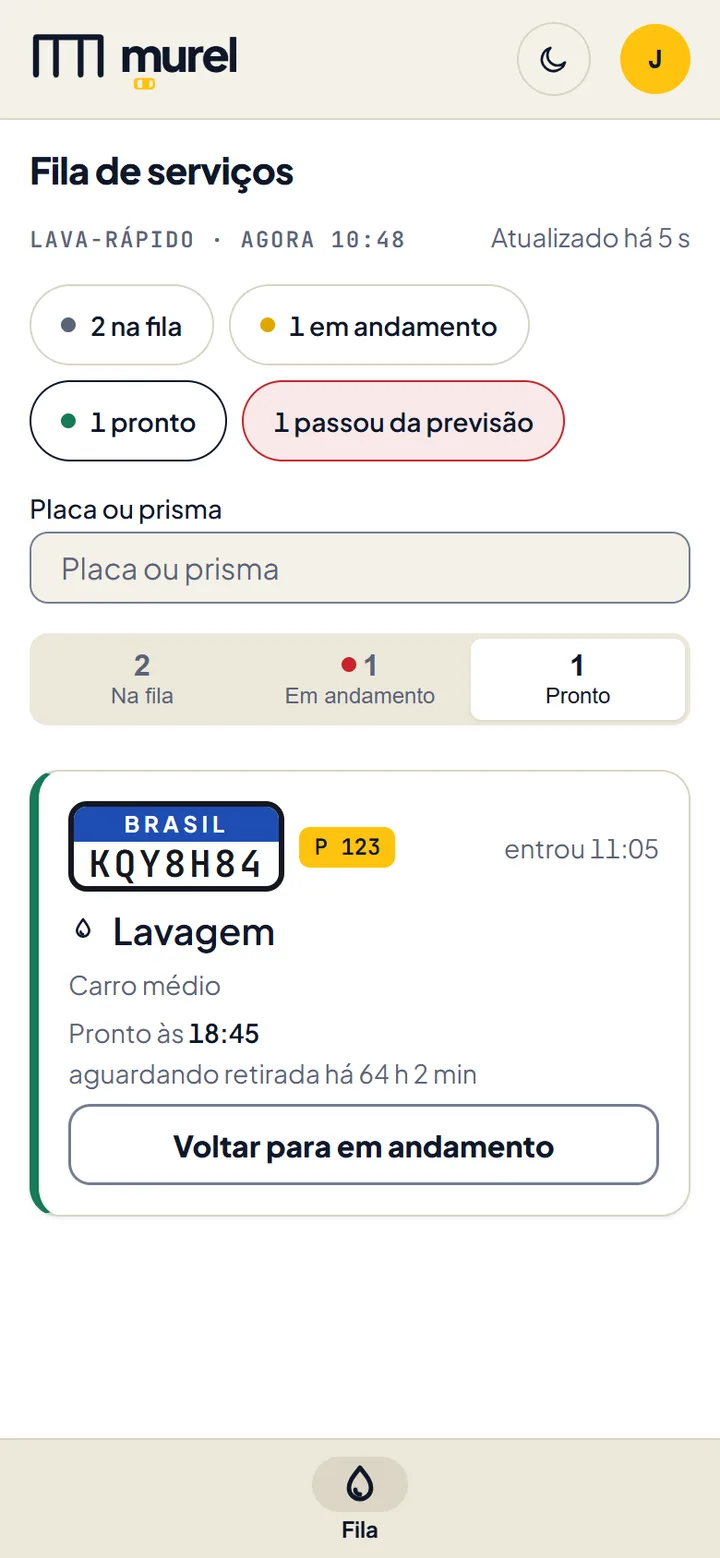 murel
J
Fila de serviços
LAVA-RÁPIDO · AGORA 10:48 Atualizado há 5 s
2 na fila 1 em andamento
1 pronto 1 passou da previsão
Placa ou prisma
Placa ou prisma
2 1 1
Na fila Em andamento Pronto
BRASIL
KQY8H84 P 123 entrou 11:05
Lavagem
Carro médio
Pronto às 18:45
aguardando retirada há 64 h 2 min
Voltar para em andamento
Fila